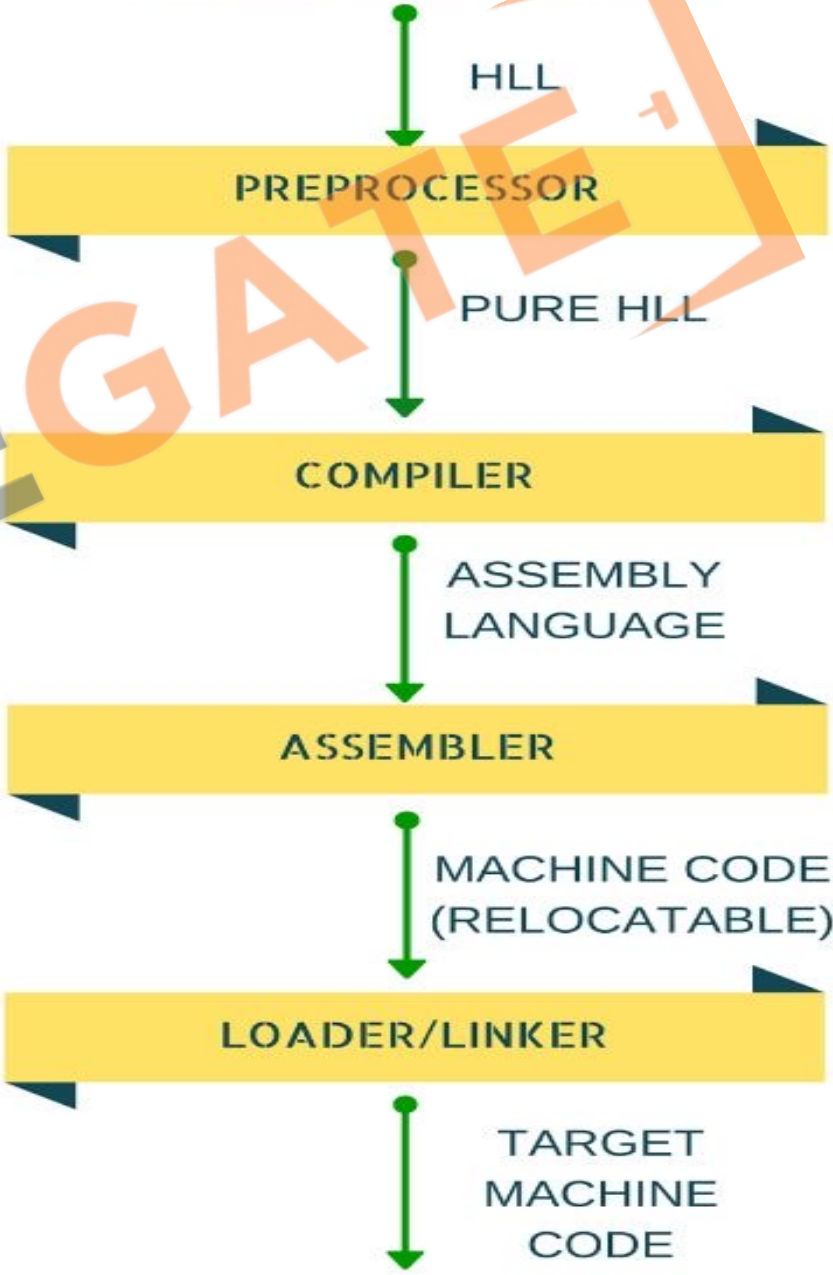 HLL
PREPROCESSOR
PURE HLL
COMPILER
ASSEMBLY
LANGUAGE
ASSEMBLER
MACHINE CODE
(RELOCATABLE)
LOADER/LINKER
TARGET
MACHINE
CODE
GATE